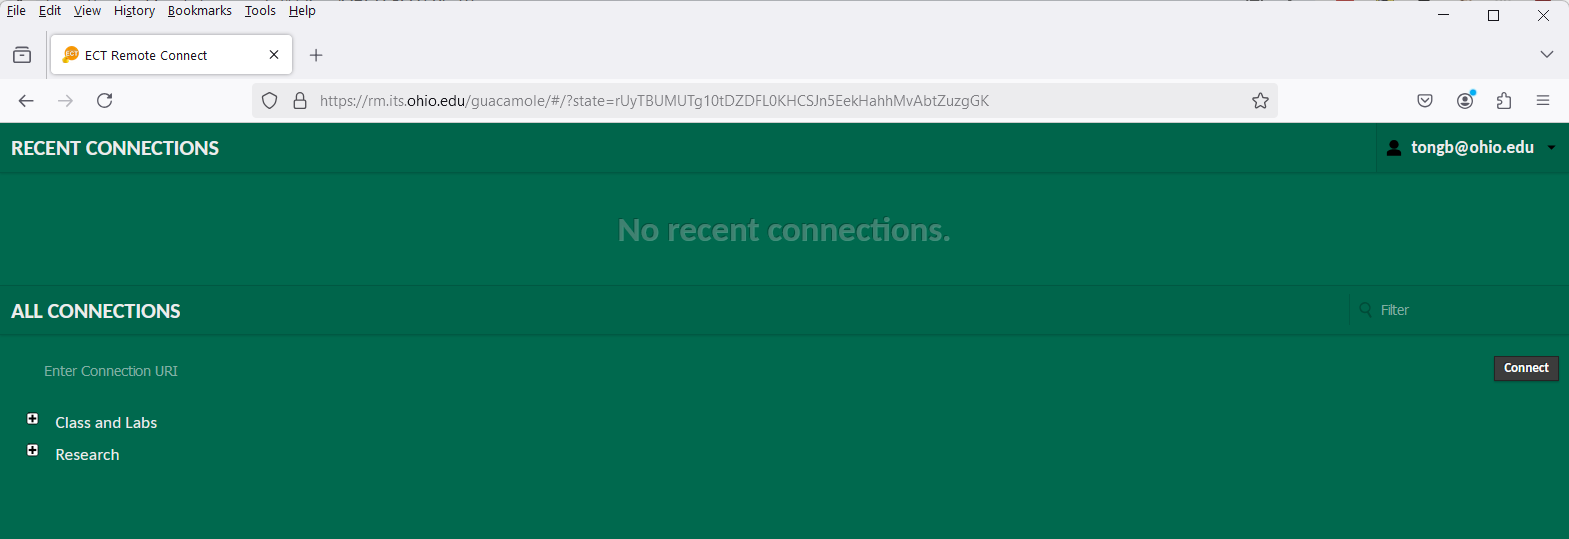 File Edit View History Bookmarks Tools Help
ECT Remote Connect
https://rm.its.ohio.edu/guacamole/#/?state=rUyTBUMUTg10tDZDFL0KHCSJn5EekHahhMvAbtZuzgGK
RECENT CONNECTIONS
tongb@ohio.edu
No recent connections.
ALL CONNECTIONS
Filter
Enter Connection URI
Connect
Class and Labs
Research